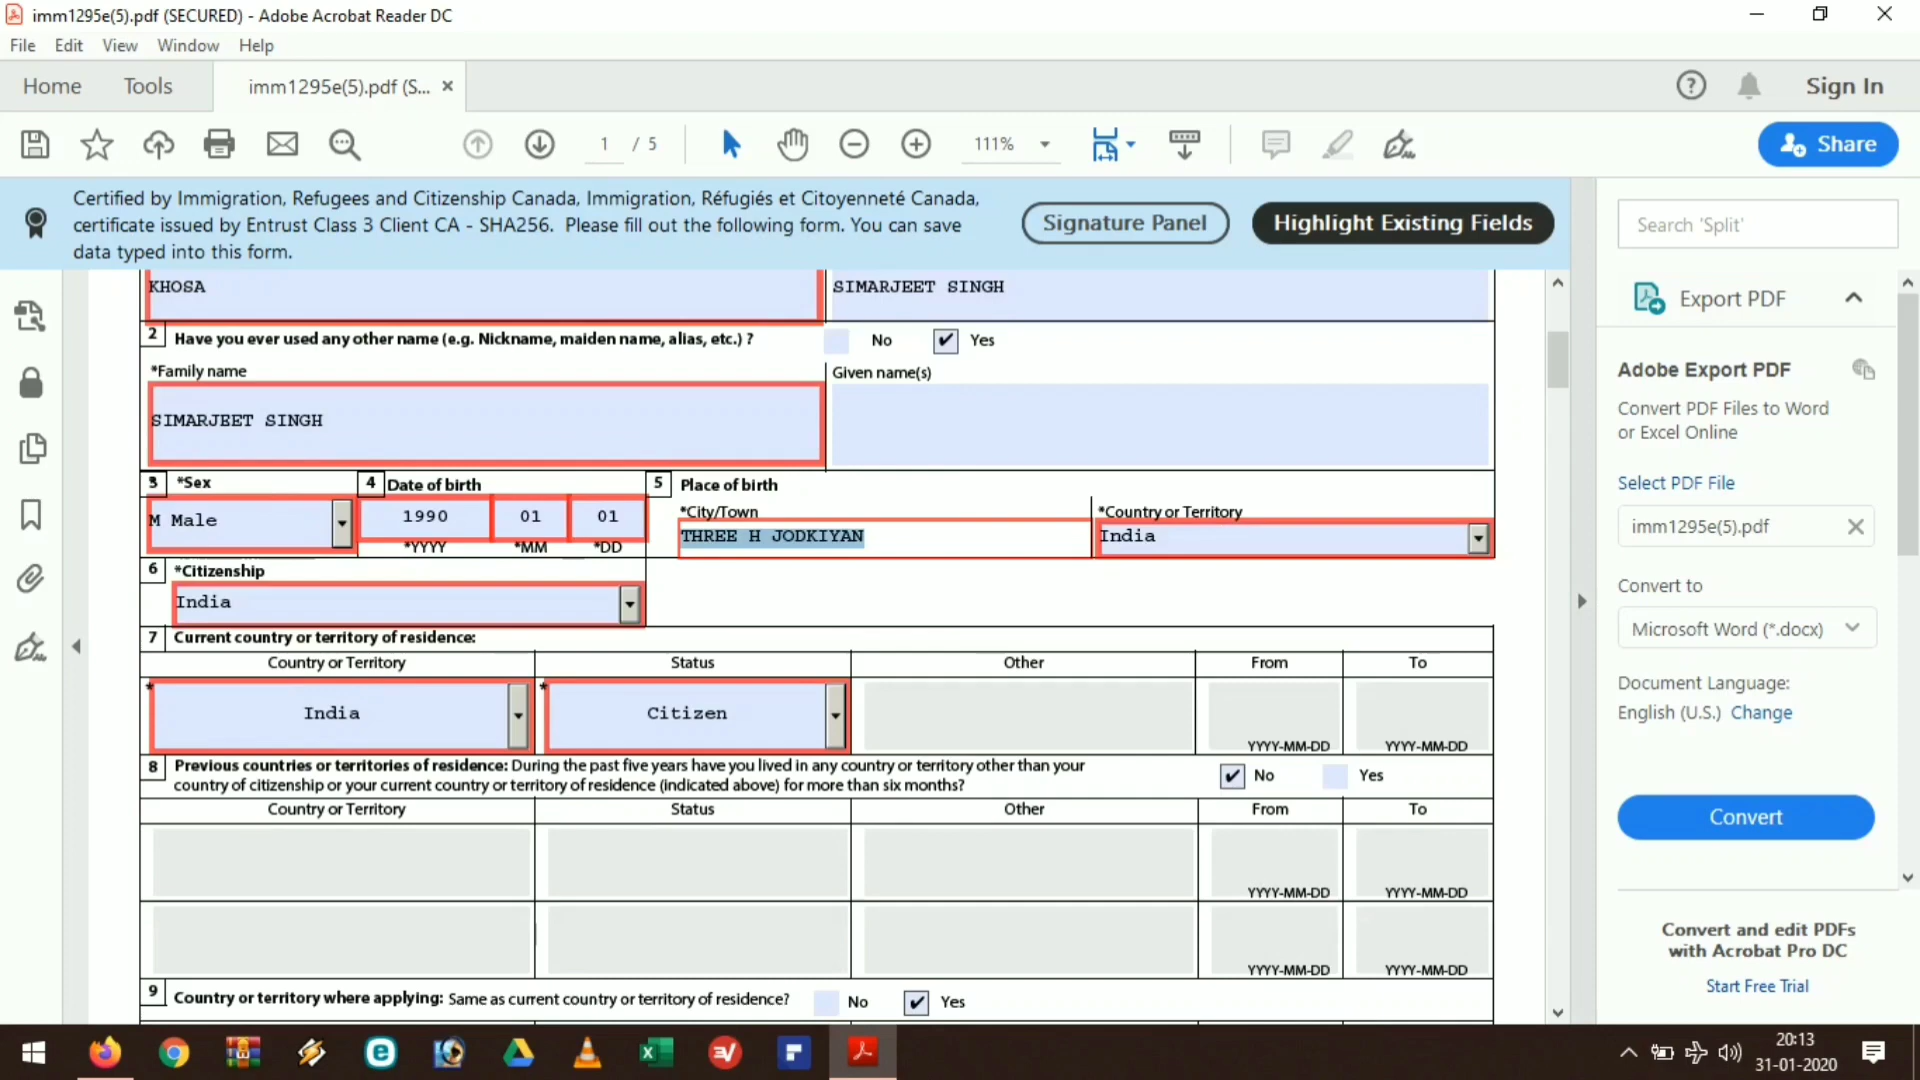 imm1295e(5).pdf (SECURED) - Adobe Acrobat Reader DC
File Edit View Window Help
Home Tools imm1295e(5).pdf (S... × Sign In
1 / 5 111% Share
Certified by Immigration, Refugees and Citizenship Canada, Immigration, Réfugiés et Citoyenneté Canada,
certificate issued by Entrust Class 3 Client CA - SHA256. Please fill out the following form. You can save
data typed into this form.
Signature Panel Highlight Existing Fields
KHOSA SIMARJEET SINGH
2 Have you ever used any other name (e.g. Nickname, maiden name, alias, etc.) ? No ✔ Yes
*Family name Given name(s)
SIMARJEET SINGH
3 *Sex 4 Date of birth 5 Place of birth
*City/Town *Country or Territory
M Male 1990 01 01 THREE H JODKIYAN India
*YYYY *MM *DD
6 *Citizenship
India
7 Current country or territory of residence:
Country or Territory Status Other From To
* India * Citizen
YYYY-MM-DD YYYY-MM-DD
8 Previous countries or territories of residence: During the past five years have you lived in any country or territory other than your
country of citizenship or your current country or territory of residence (indicated above) for more than six months? ✔ No Yes
Country or Territory Status Other From To
YYYY-MM-DD YYYY-MM-DD
YYYY-MM-DD YYYY-MM-DD
9 Country or territory where applying: Same as current country or territory of residence? No ✔ Yes
Search 'Split'
Export PDF
Adobe Export PDF
Convert PDF Files to Word
or Excel Online
Select PDF File
imm1295e(5).pdf
Convert to
Microsoft Word (*.docx)
Document Language:
English (U.S.) Change
Convert
Convert and edit PDFs
with Acrobat Pro DC
Start Free Trial
20:13
31-01-2020